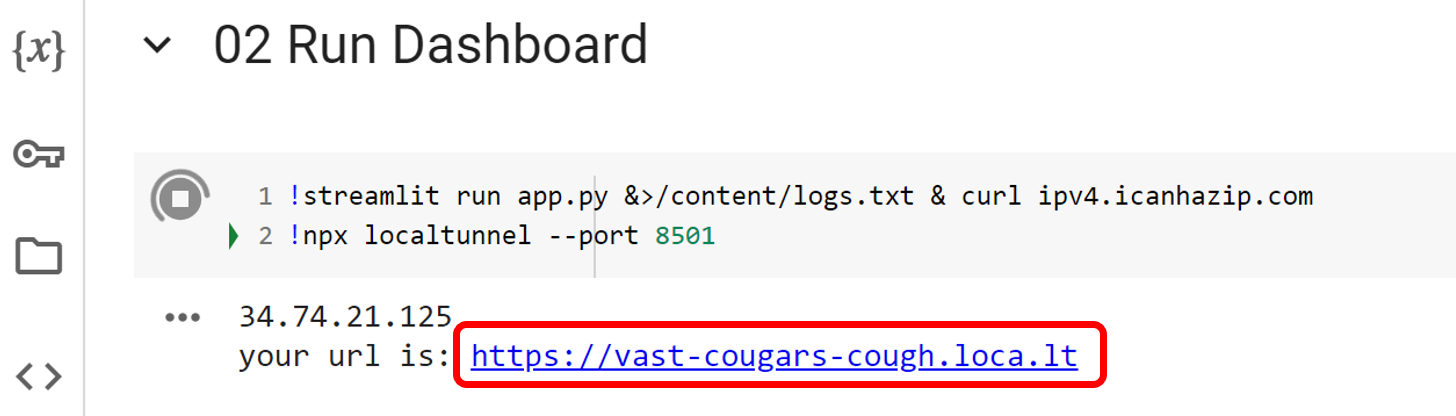 {x}
02 Run Dashboard
1 !streamlit run app.py &>/content/logs.txt & curl ipv4.icanhazip.com
2 !npx localtunnel --port 8501
34.74.21.125
your url is: https://vast-cougars-cough.loca.lt